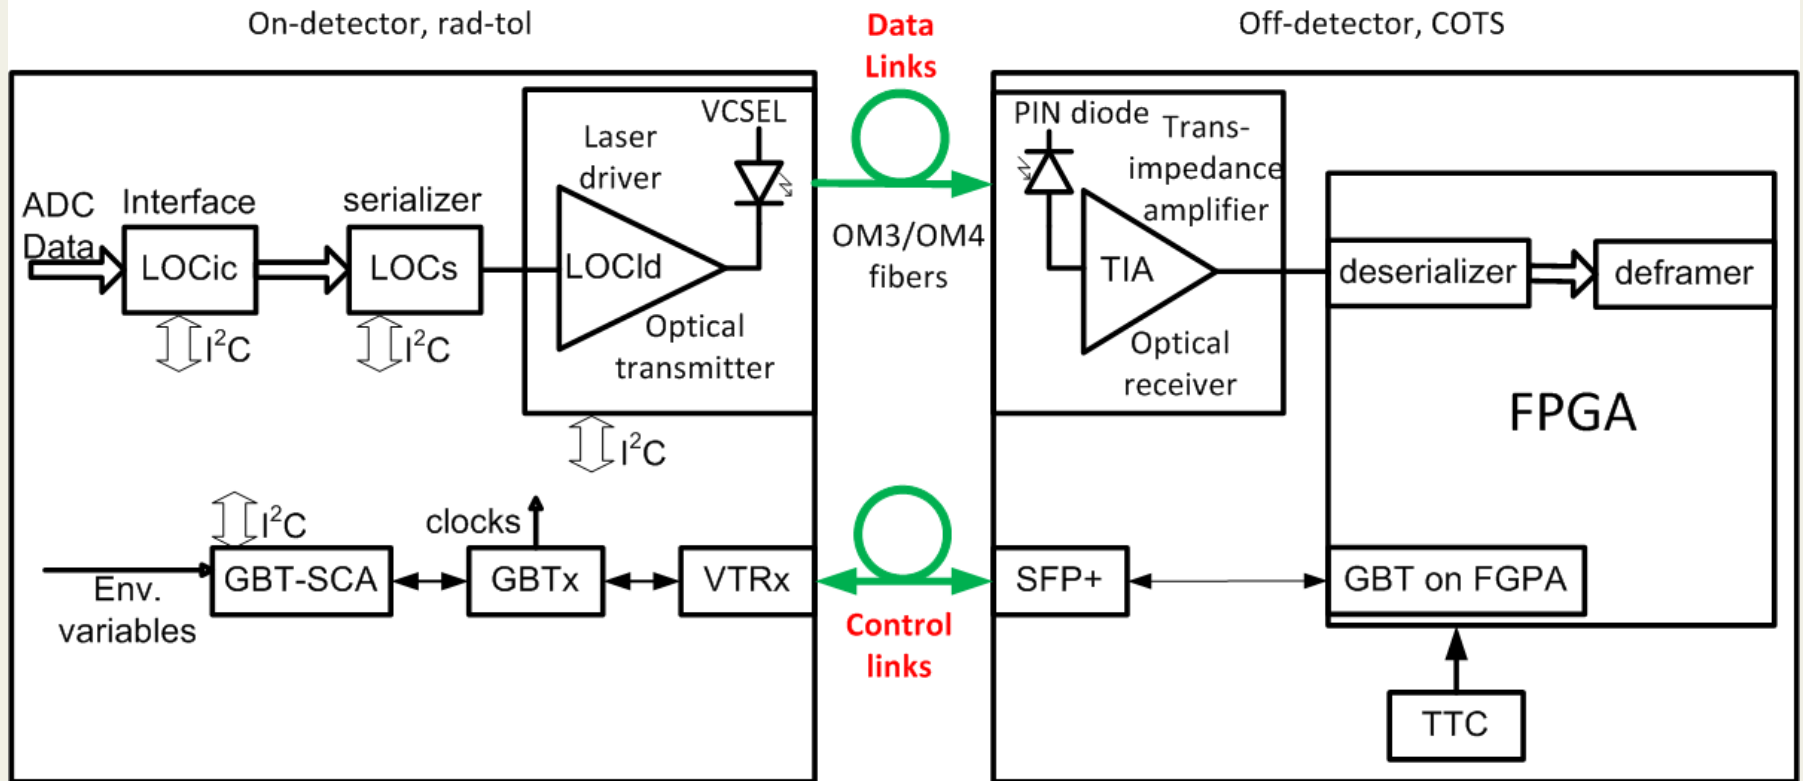 On-detector, rad-tol
Data
Links
Off-detector, COTS
VCSEL
Laser
driver
PIN diode
Trans-
impedance
amplifier
ADC
Data
Interface
serializer
LOCic
LOCs
LOCld
OM3/OM4
fibers
TIA
deserializer
deframer
I²C
I²C
Optical
transmitter
Optical
receiver
FPGA
I²C
I²C
clocks
Env.
variables
GBT-SCA
GBTx
VTRx
SFP+
GBT on FGPA
Control
links
TTC